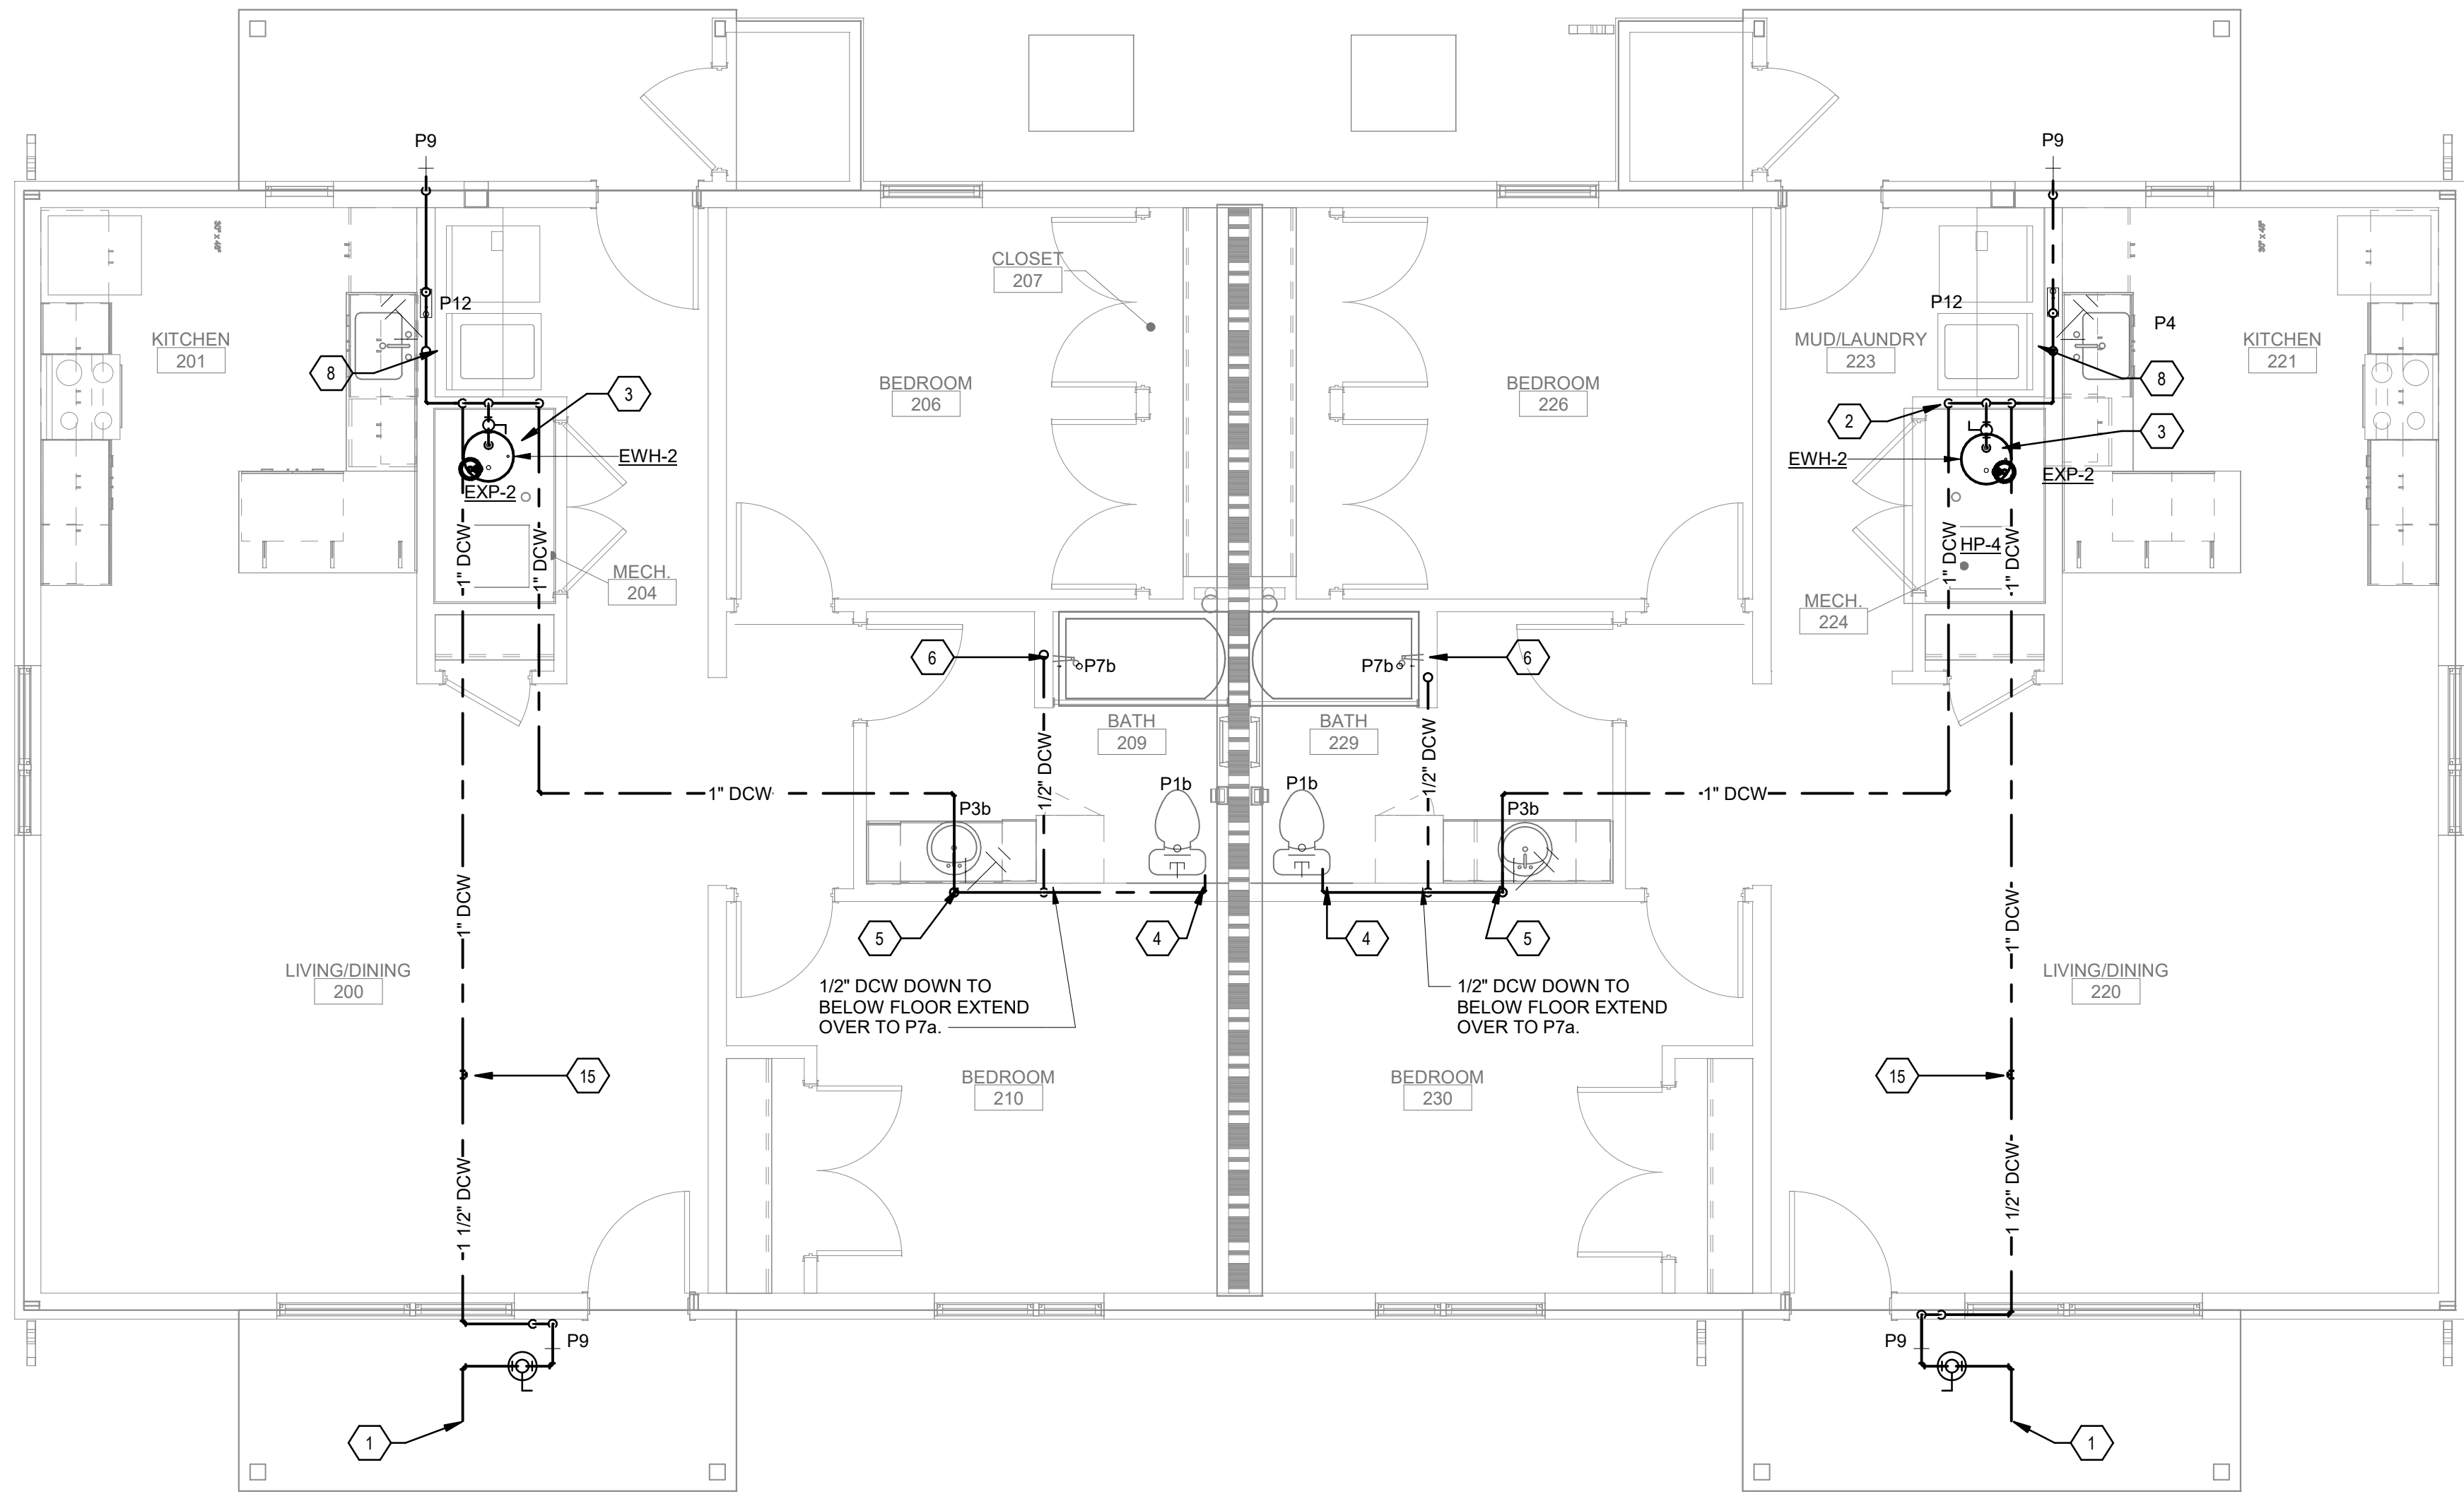 P9
P9
30" x 48"
30" x 48"
CLOSET
207
P12
P12
P4
KITCHEN
201
MUD/LAUNDRY
223
KITCHEN
221
8
8
BEDROOM
206
BEDROOM
226
3
2
3
EWH-2
EWH-2
EXP-2
EXP-2
HP-4
1" DCW
1" DCW
1" DCW
1" DCW
MECH.
204
MECH.
224
6
P7b
P7b
6
BATH
209
BATH
229
1/2" DCW
1/2" DCW
1" DCW
1" DCW
P1b
P1b
P3b
P3b
1" DCW
1" DCW
5
4
4
5
LIVING/DINING
200
LIVING/DINING
220
1/2" DCW DOWN TO
BELOW FLOOR EXTEND
OVER TO P7a.
1/2" DCW DOWN TO
BELOW FLOOR EXTEND
OVER TO P7a.
15
15
BEDROOM
210
BEDROOM
230
1 1/2" DCW
1 1/2" DCW
P9
P9
1
1